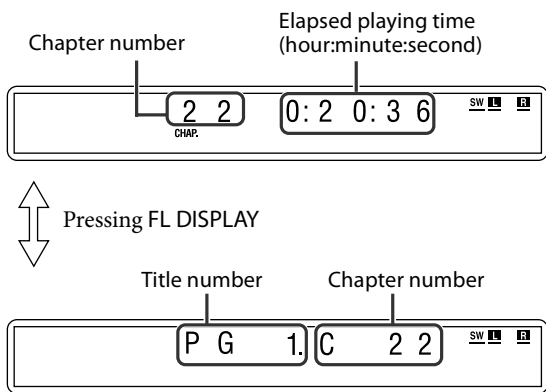 Elapsed playing time
Chapter number (hour:minute:second)
2 2 0:2 0:3 6 SW L R
CHAP.
Pressing FL DISPLAY
Title number Chapter number
P G 1. C 2 2 SW L R